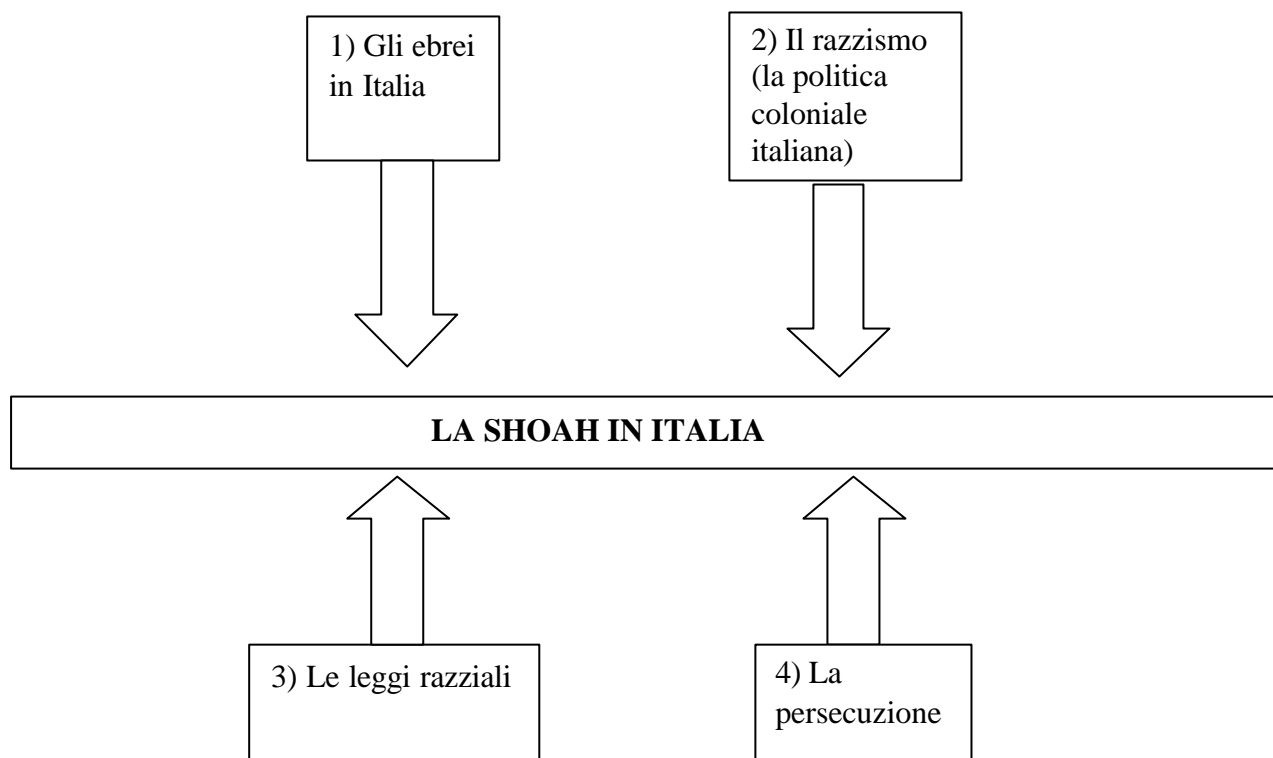 1) Gli ebrei
in Italia
2) Il razzismo
(la politica
coloniale
italiana)
LA SHOAH IN ITALIA
3) Le leggi razziali
4) La
persecuzione